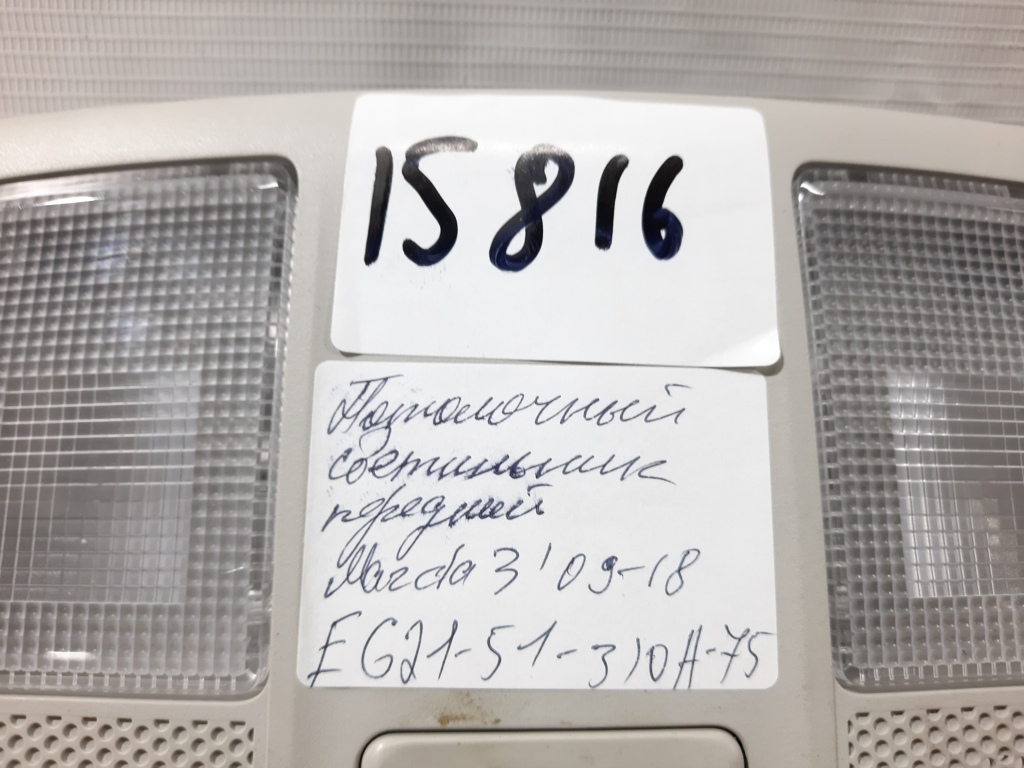 15816
Потолочный
светильник
передний
Mazda 3 '09-18
EG21-51-310A-75